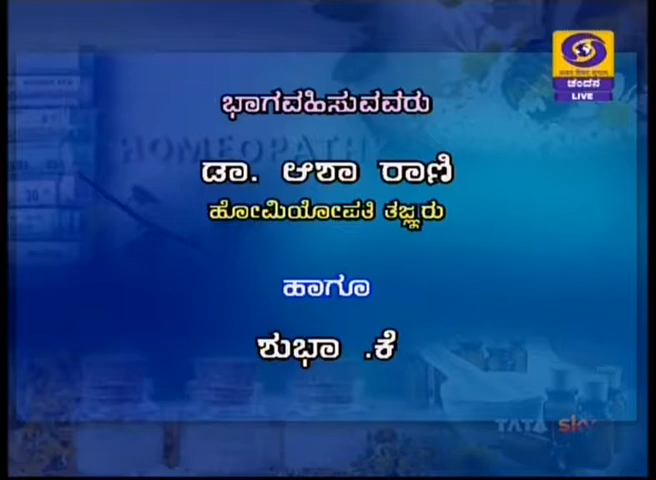 ಚಂದನ
LIVE
ಭಾಗವಹಿಸುವವರು
HOMEOPATHY
ಡಾ. ಆಶಾ ರಾಣಿ
ಹೋಮಿಯೋಪತಿ ತಜ್ಞರು
ಹಾಗೂ
ಶುಭಾ .ಕೆ
TATA sky